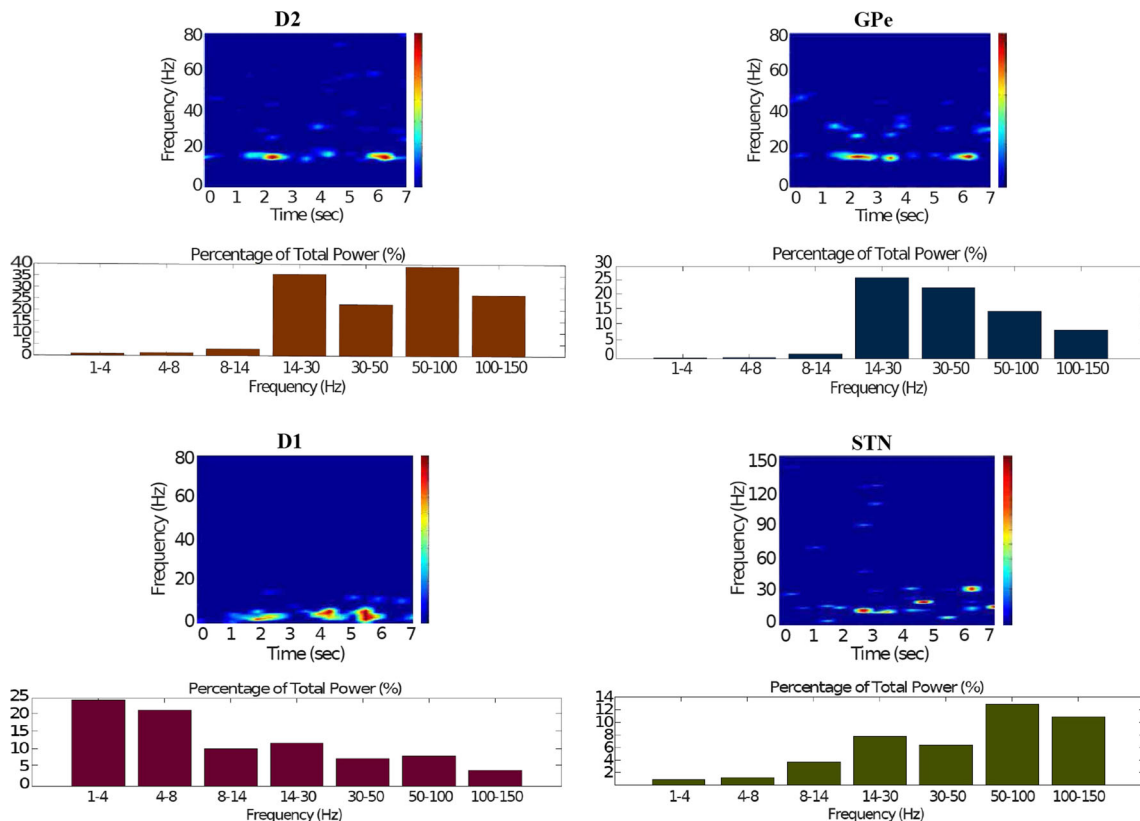 D2
80
60
40
20
0
Frequency (Hz)
0 1 2 3 4 5 6 7
Time (sec)
Percentage of Total Power (%)
40
35
30
25
20
15
10
5
0
1-4 4-8 8-14 14-30 30-50 50-100 100-150
Frequency (Hz)
GPe
80
60
40
20
0
Frequency (Hz)
0 1 2 3 4 5 6 7
Time (sec)
Percentage of Total Power (%)
30
25
20
15
10
5
0
1-4 4-8 8-14 14-30 30-50 50-100 100-150
Frequency (Hz)
D1
80
60
40
20
0
Frequency (Hz)
0 1 2 3 4 5 6 7
Time (sec)
Percentage of Total Power (%)
25
20
15
10
5
0
1-4 4-8 8-14 14-30 30-50 50-100 100-150
Frequency (Hz)
STN
150
120
90
60
30
0
Frequency (Hz)
0 1 2 3 4 5 6 7
Time (sec)
Percentage of Total Power (%)
14
12
10
8
6
4
2
1-4 4-8 8-14 14-30 30-50 50-100 100-150
Frequency (Hz)